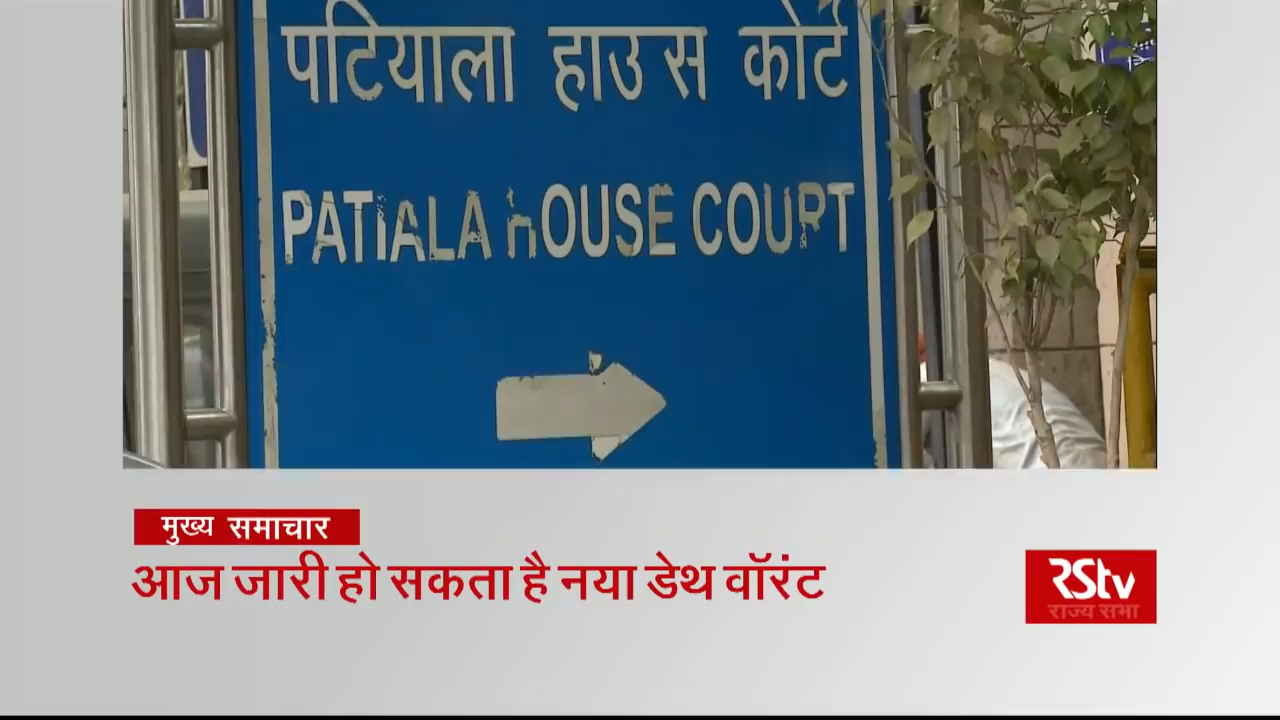 पटियाला हाउस कोर्ट
PATIALA HOUSE COURT
मुख्य समाचार
आज जारी हो सकता है नया डेथ वॉरंट
RSTV
राज्य सभा